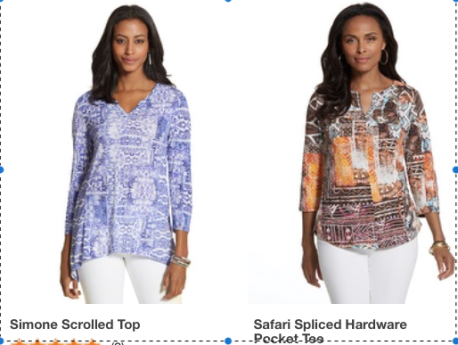 Simone Scrolled Top
Safari Spliced Hardware
Pocket Tee